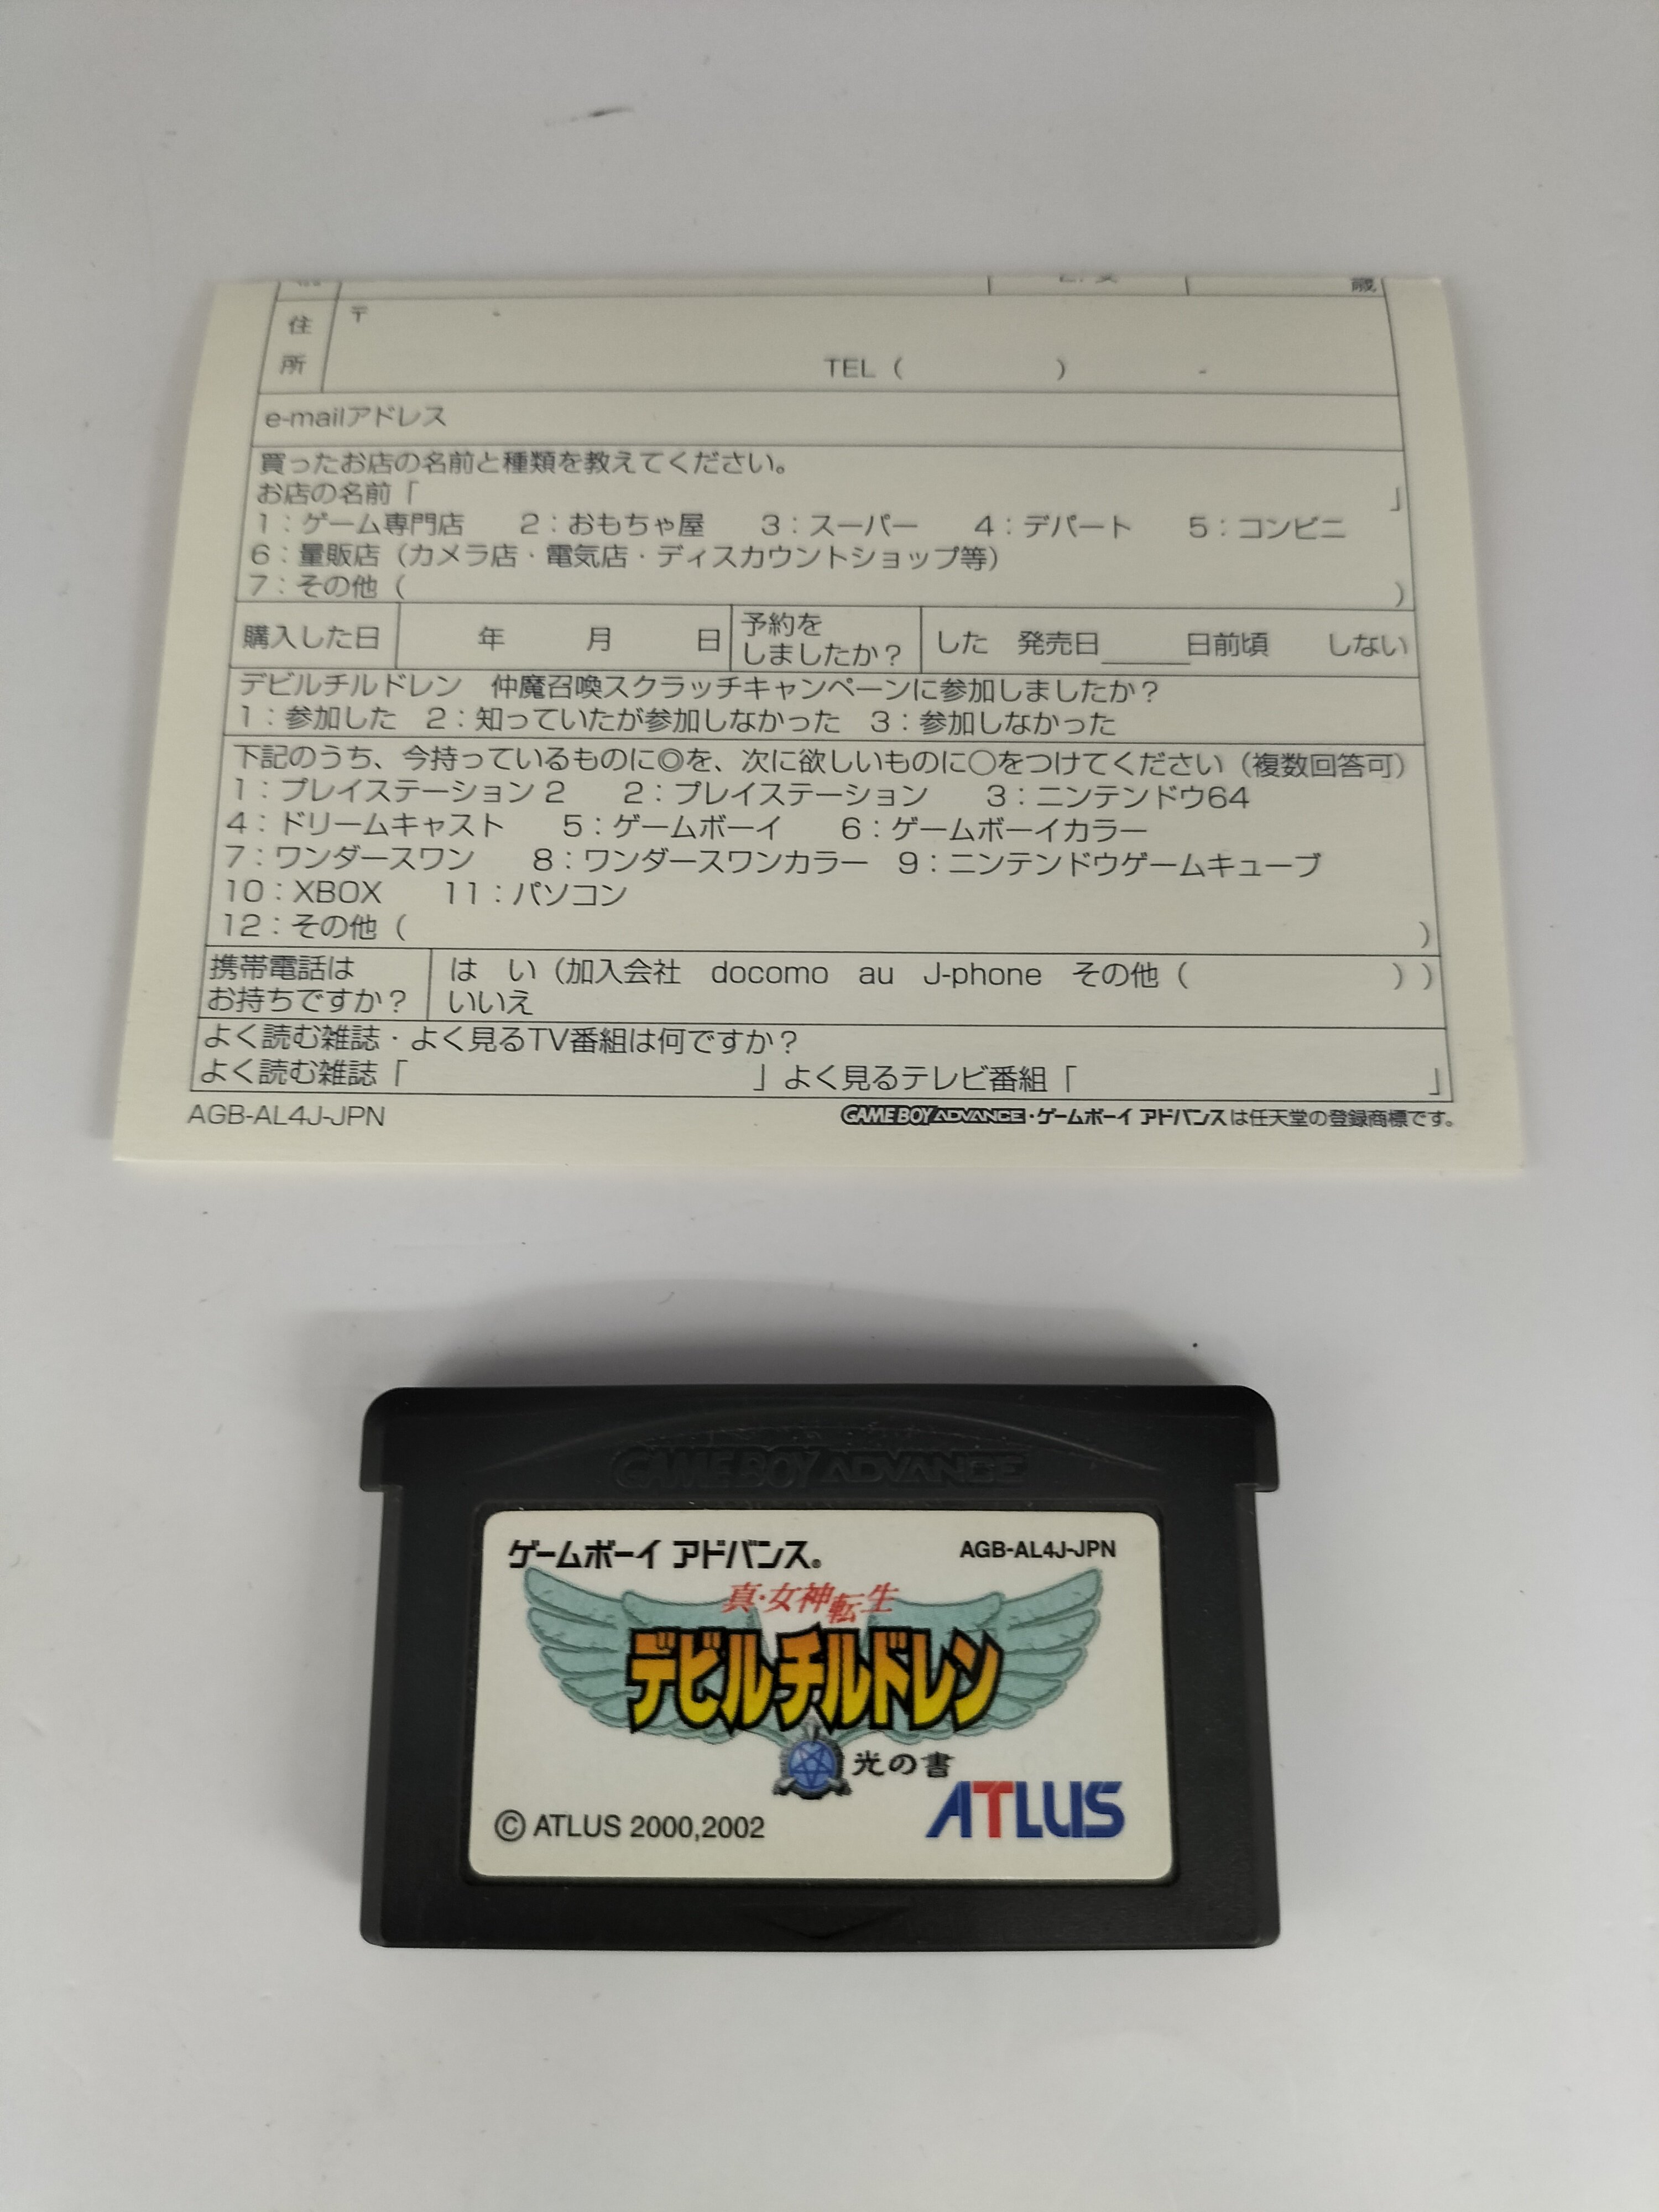 歳
住所
〒
TEL（　　　）　-
e-mailアドレス
買ったお店の名前と種類を教えてください。
お店の名前「　　　」
1：ゲーム専門店　2：おもちゃ屋　3：スーパー　4：デパート　5：コンビニ
6：量販店（カメラ店・電気店・ディスカウントショップ等）
7：その他（　　　）
購入した日　年　月　日　予約をしましたか？　した　発売日＿＿＿日前頃　しない
デビルチルドレン　仲魔召喚スクラッチキャンペーンに参加しましたか？
1：参加した　2：知っていたが参加しなかった　3：参加しなかった
下記のうち、今持っているものに◎を、次に欲しいものに○をつけてください（複数回答可）
1：プレイステーション2　2：プレイステーション　3：ニンテンドウ64
4：ドリームキャスト　5：ゲームボーイ　6：ゲームボーイカラー
7：ワンダースワン　8：ワンダースワンカラー　9：ニンテンドウゲームキューブ
10：XBOX　11：パソコン
12：その他（　　　）
携帯電話は　は　い（加入会社　docomo　au　J-phone　その他（　　　））
お持ちですか？　いいえ
よく読む雑誌・よく見るTV番組は何ですか？
よく読む雑誌「　　　」よく見るテレビ番組「　　　」
AGB-AL4J-JPN　GAME BOY ADVANCE・ゲームボーイ アドバンスは任天堂の登録商標です。
GAME BOY ADVANCE
ゲームボーイ アドバンス®　AGB-AL4J-JPN
真・女神転生
デビルチルドレン
光の書
ATLUS
© ATLUS 2000,2002